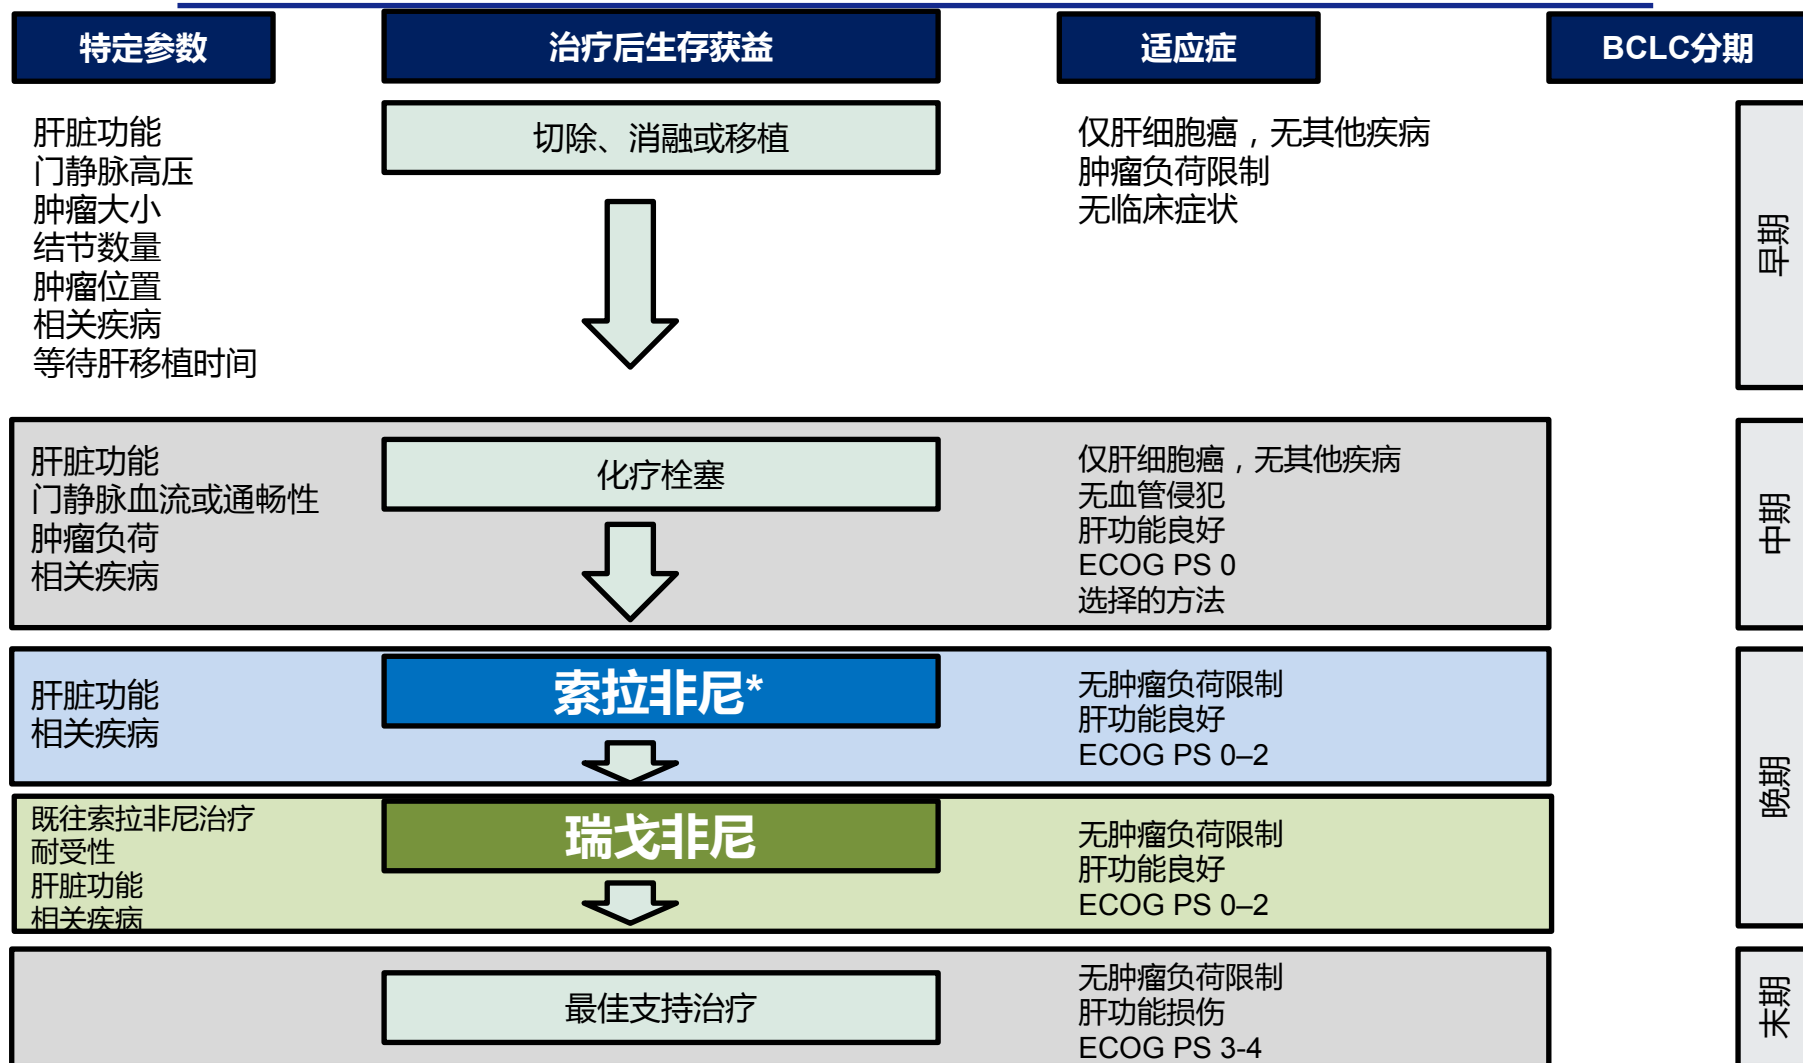 特定参数
治疗后生存获益
适应症
BCLC分期
肝脏功能
门静脉高压
肿瘤大小
结节数量
肿瘤位置
相关疾病
等待肝移植时间
切除、消融或移植
仅肝细胞癌，无其他疾病
肿瘤负荷限制
无临床症状
早期
肝脏功能
门静脉血流或通畅性
肿瘤负荷
相关疾病
化疗栓塞
仅肝细胞癌，无其他疾病
无血管侵犯
肝功能良好
ECOG PS 0
选择的方法
中期
肝脏功能
相关疾病
索拉非尼*
无肿瘤负荷限制
肝功能良好
ECOG PS 0–2
晚期
既往索拉非尼治疗
耐受性
肝脏功能
相关疾病
瑞戈非尼
无肿瘤负荷限制
肝功能良好
ECOG PS 0–2
最佳支持治疗
无肿瘤负荷限制
肝功能损伤
ECOG PS 3-4
末期